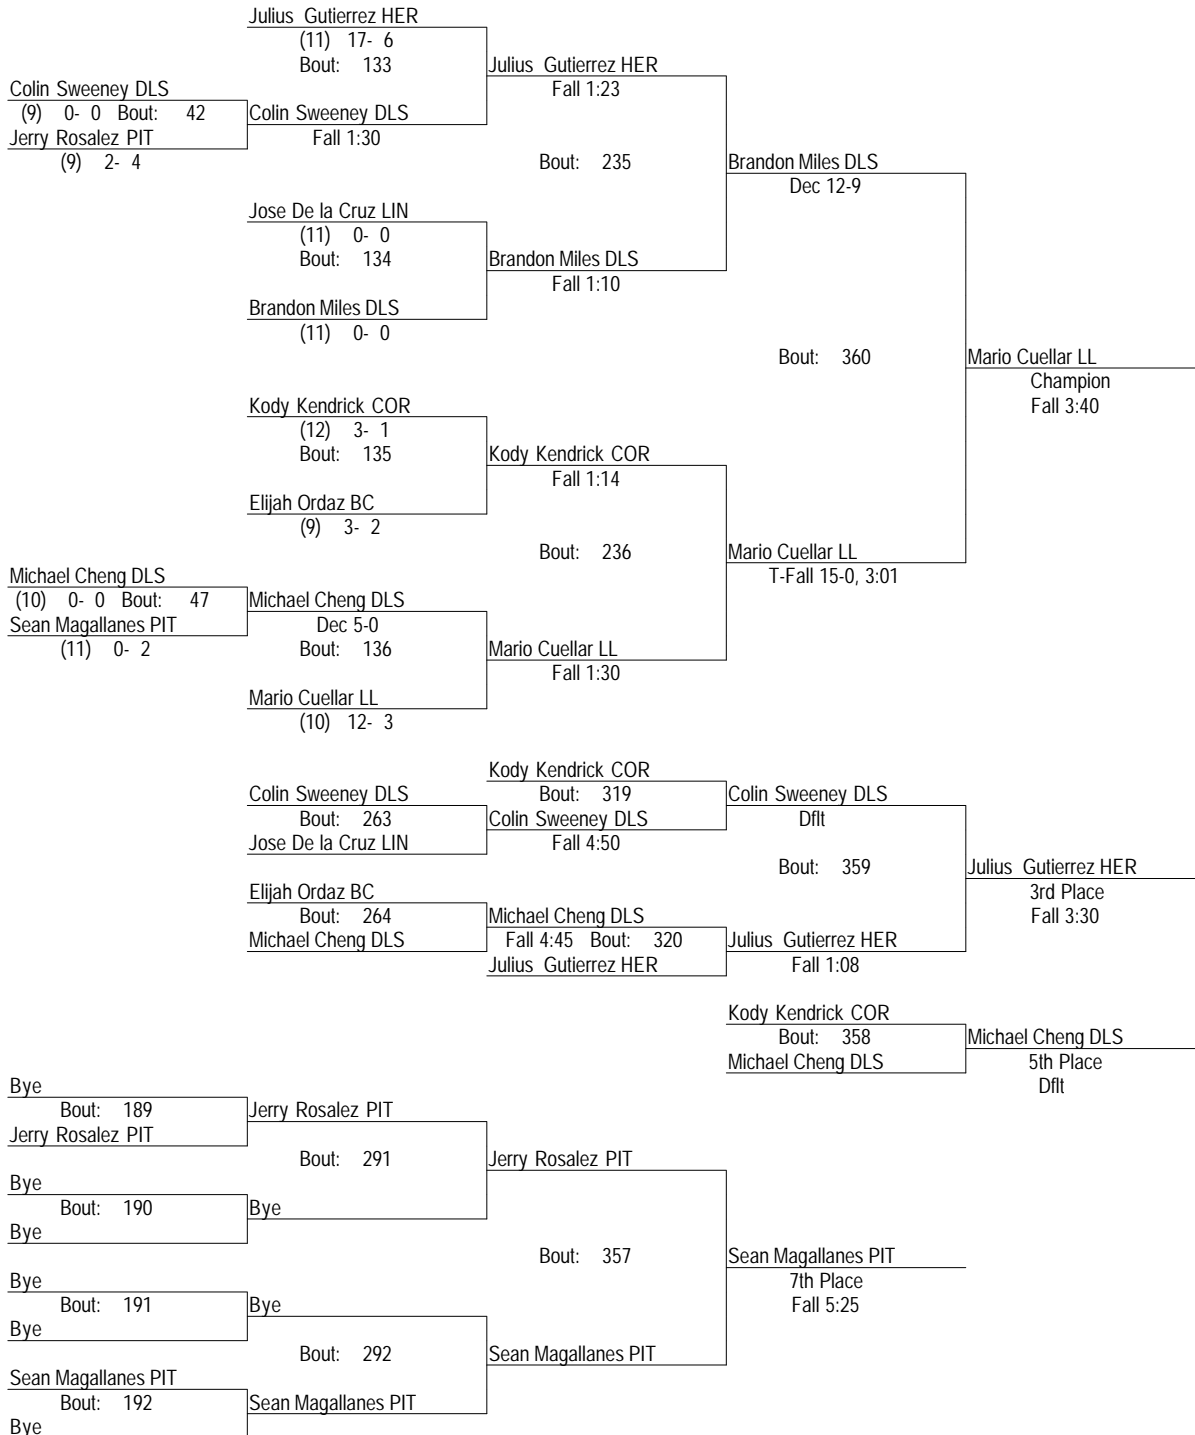 Julius Gutierrez HER
(11) 17- 6
Bout: 133
Julius Gutierrez HER
Fall 1:23
Colin Sweeney DLS
(9) 0- 0 Bout: 42
Colin Sweeney DLS
Fall 1:30
Jerry Rosalez PIT
(9) 2- 4
Bout: 235
Brandon Miles DLS
Dec 12-9
Jose De la Cruz LIN
(11) 0- 0
Bout: 134
Brandon Miles DLS
Fall 1:10
Brandon Miles DLS
(11) 0- 0
Bout: 360
Mario Cuellar LL
Champion
Fall 3:40
Kody Kendrick COR
(12) 3- 1
Bout: 135
Kody Kendrick COR
Fall 1:14
Elijah Ordaz BC
(9) 3- 2
Bout: 236
Mario Cuellar LL
T-Fall 15-0, 3:01
Michael Cheng DLS
(10) 0- 0 Bout: 47
Michael Cheng DLS
Dec 5-0
Sean Magallanes PIT
(11) 0- 2
Bout: 136
Mario Cuellar LL
Fall 1:30
Mario Cuellar LL
(10) 12- 3
Kody Kendrick COR
Bout: 319
Colin Sweeney DLS
Dflt
Colin Sweeney DLS
Bout: 263
Colin Sweeney DLS
Fall 4:50
Jose De la Cruz LIN
Bout: 359
Julius Gutierrez HER
3rd Place
Fall 3:30
Elijah Ordaz BC
Bout: 264
Michael Cheng DLS
Fall 4:45 Bout: 320
Michael Cheng DLS
Julius Gutierrez HER
Fall 1:08
Julius Gutierrez HER
Kody Kendrick COR
Bout: 358
Michael Cheng DLS
5th Place
Dflt
Michael Cheng DLS
Bye
Bout: 189
Jerry Rosalez PIT
Jerry Rosalez PIT
Bout: 291
Jerry Rosalez PIT
Bye
Bout: 190
Bye
Bye
Bout: 357
Sean Magallanes PIT
7th Place
Fall 5:25
Bye
Bout: 191
Bye
Bye
Bout: 292
Sean Magallanes PIT
Sean Magallanes PIT
Bout: 192
Sean Magallanes PIT
Bye